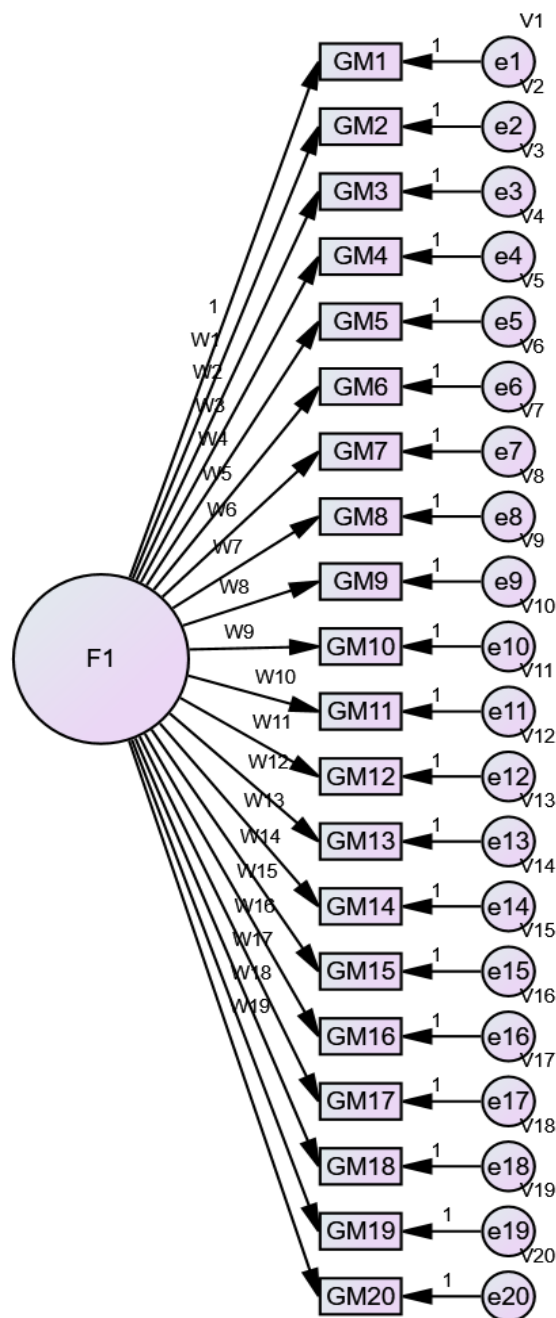 V1
1
GM1 e1
V2
1
GM2 e2
V3
1
GM3 e3
V4
1
GM4 e4
V5
1
GM5 e5
V6
1
GM6 e6
V7
1
GM7 e7
V8
1
GM8 e8
V9
1
GM9 e9
V10
1
GM10 e10
V11
1
GM11 e11
V12
1
GM12 e12
V13
1
GM13 e13
V14
1
GM14 e14
V15
1
GM15 e15
V16
1
GM16 e16
V17
1
GM17 e17
V18
1
GM18 e18
V19
1
GM19 e19
V20
1
GM20 e20
1
W1
W2
W3
W4
W5
W6
W7
W8
W9
F1
W10
W11
W12
W13
W14
W15
W16
W17
W18
W19